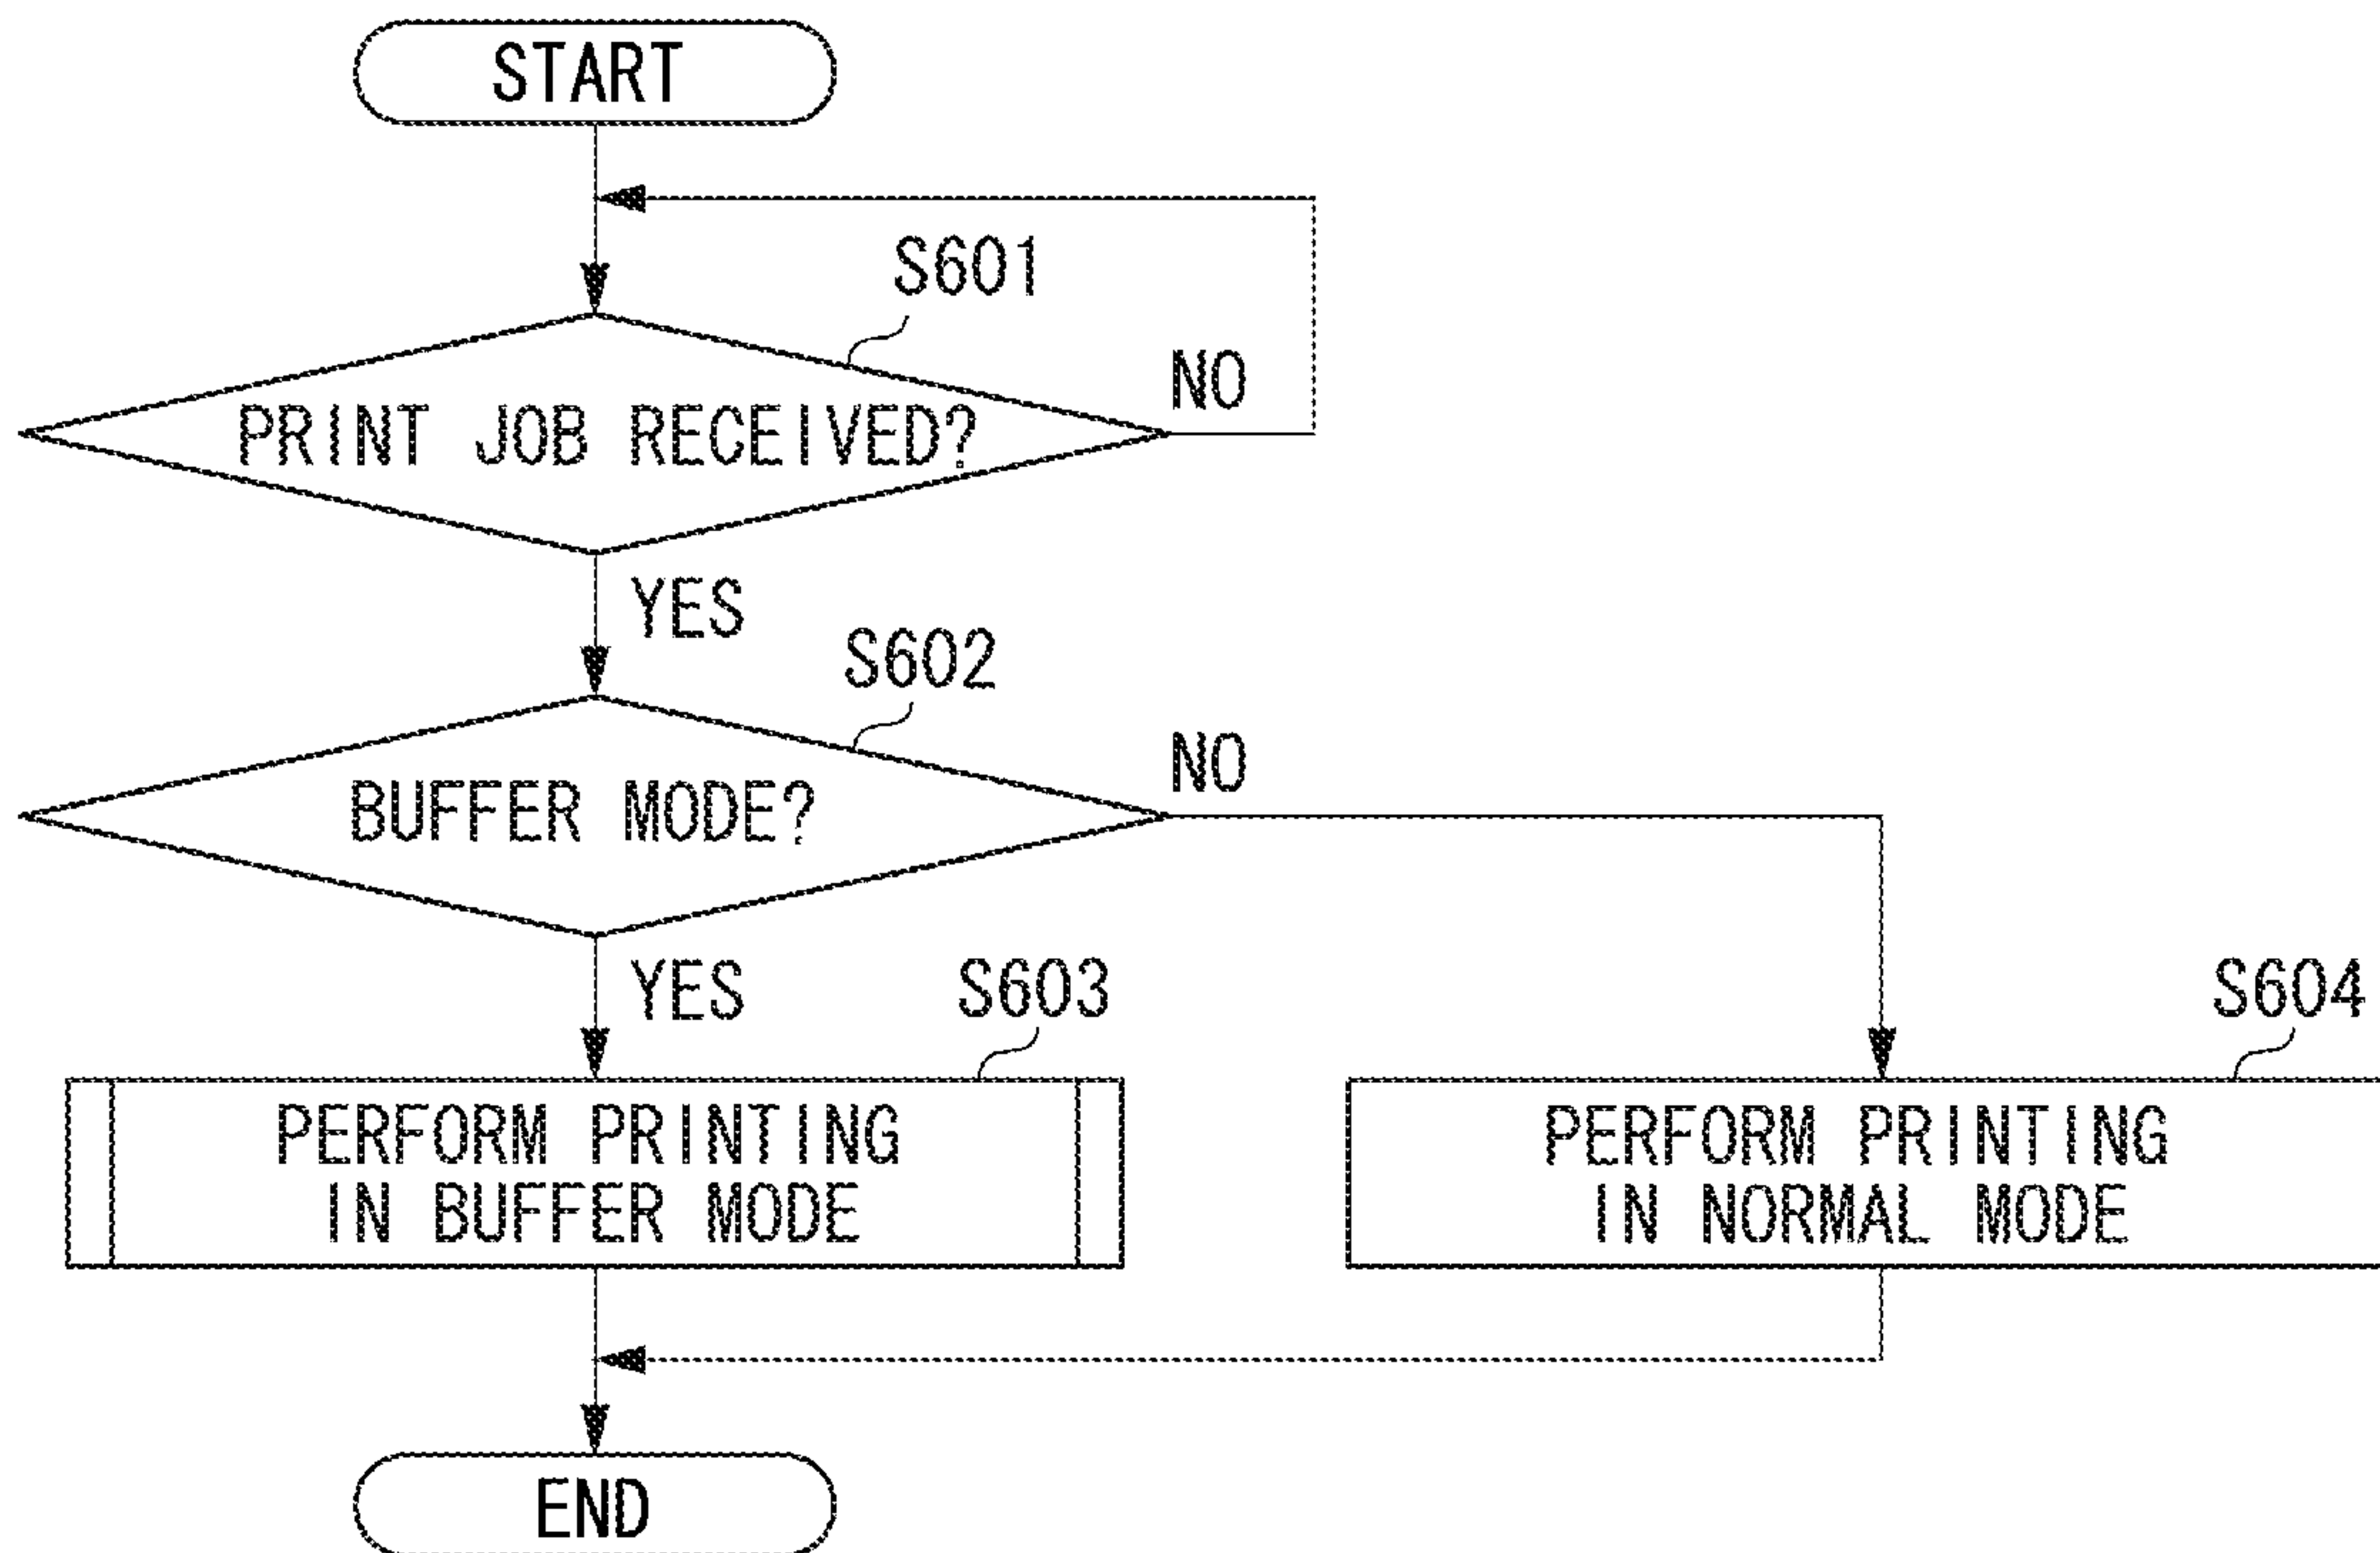 START
S601
NO
PRINT JOB RECEIVED?
YES
S602
NO
BUFFER MODE?
YES
S603
S604
PERFORM PRINTING
IN BUFFER MODE
PERFORM PRINTING
IN NORMAL MODE
END